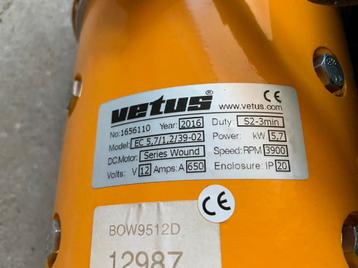 vetus
www.vetus.com
CE
No: 1656110 Year: 2016 Duty: S2-3min
Model: EC 5,7/1,2/39-02 Power: kW 5,7
DC.Motor: Series Wound Speed: RPM 3900
Volts: V 12 Amps: A 650 Enclosure: IP 20
CE
BOW9512D
12987